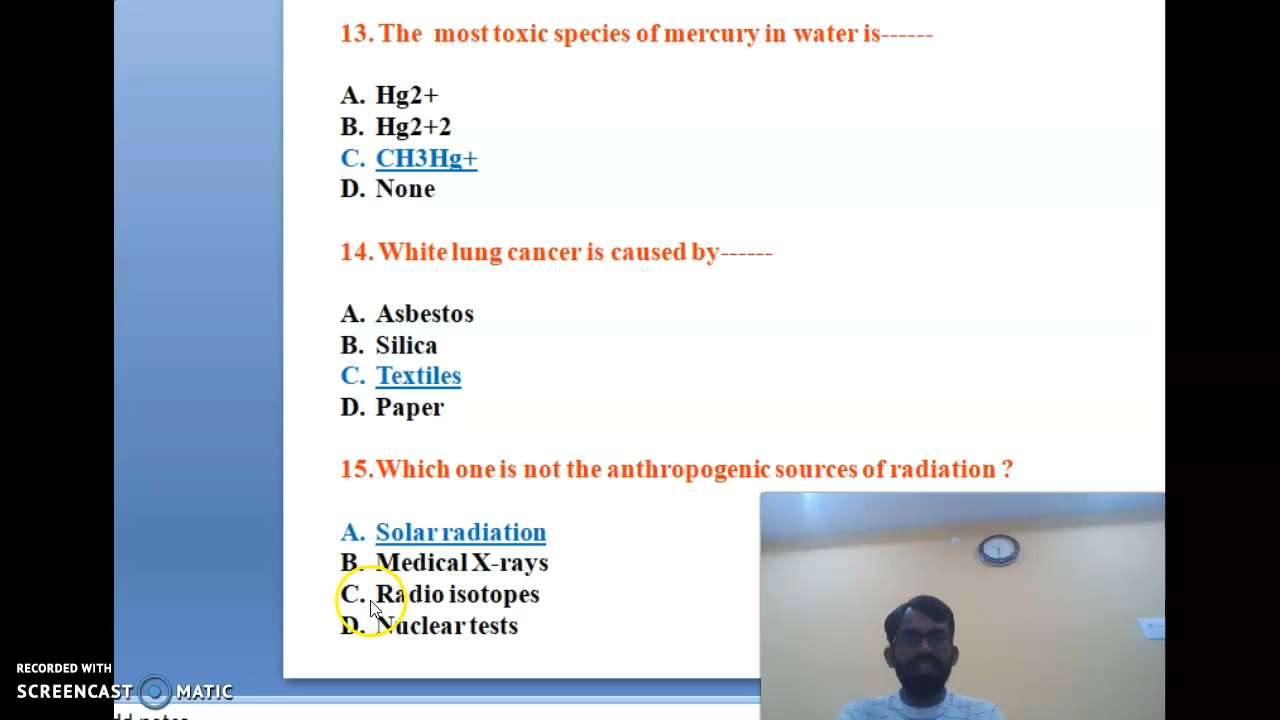 13. The most toxic species of mercury in water is------
A. Hg2+
B. Hg2+2
C. CH3Hg+
D. None
14. White lung cancer is caused by------
A. Asbestos
B. Silica
C. Textiles
D. Paper
15.Which one is not the anthropogenic sources of radiation ?
A. Solar radiation
B. Medical X-rays
C. Radio isotopes
D. Nuclear tests
RECORDED WITH
SCREENCAST MATIC